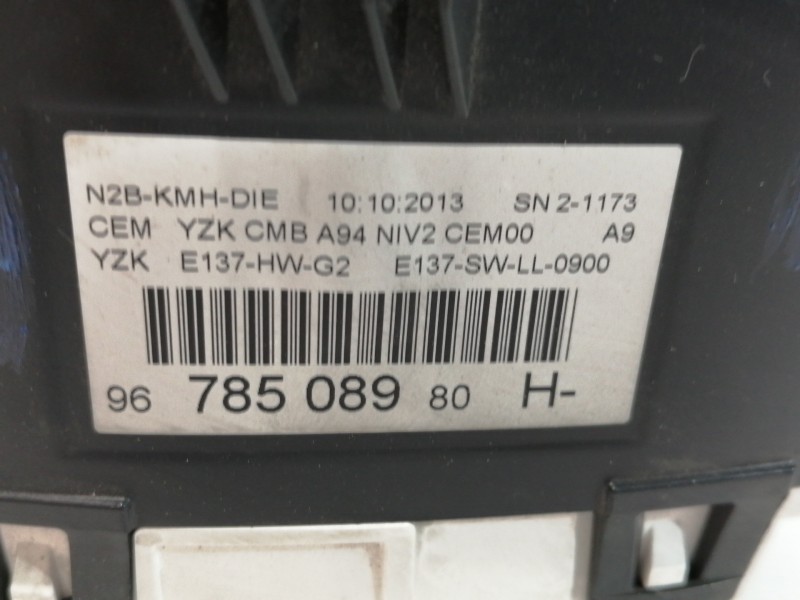 N2B-KMH-DIE 10:10:2013 SN 2-1173
CEM YZK CMB A94 NIV2 CEM00 A9
YZK E137-HW-G2 E137-SW-LL-0900
96 785 089 80 H-